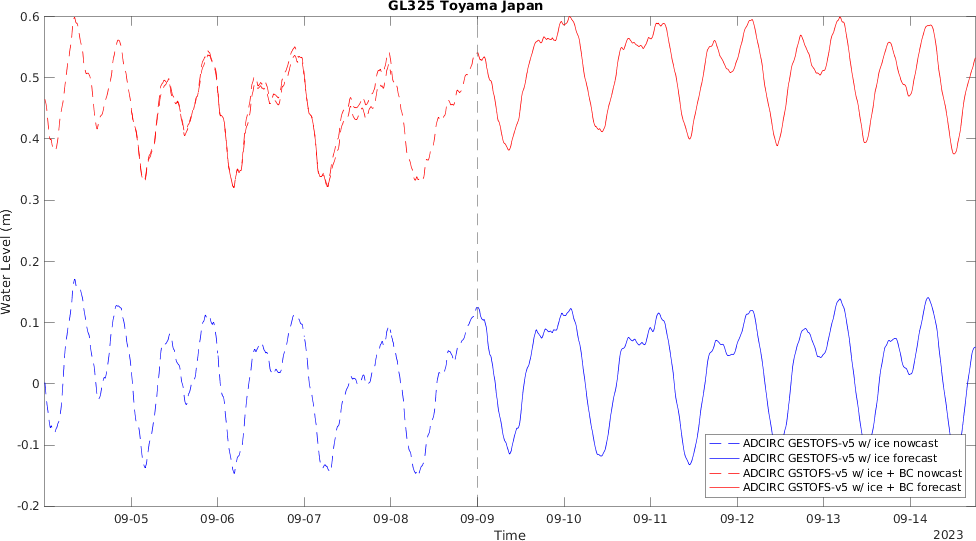 GL325 Toyama Japan
0.6
0.5
0.4
0.3
0.2
0.1
0
-0.1
-0.2
Water Level (m)
ADCIRC GESTOFS-v5 w/ ice nowcast
ADCIRC GESTOFS-v5 w/ ice forecast
ADCIRC GSTOFS-v5 w/ ice + BC nowcast
ADCIRC GSTOFS-v5 w/ ice + BC forecast
09-05 09-06 09-07 09-08 09-09 09-10 09-11 09-12 09-13 09-14
Time
2023